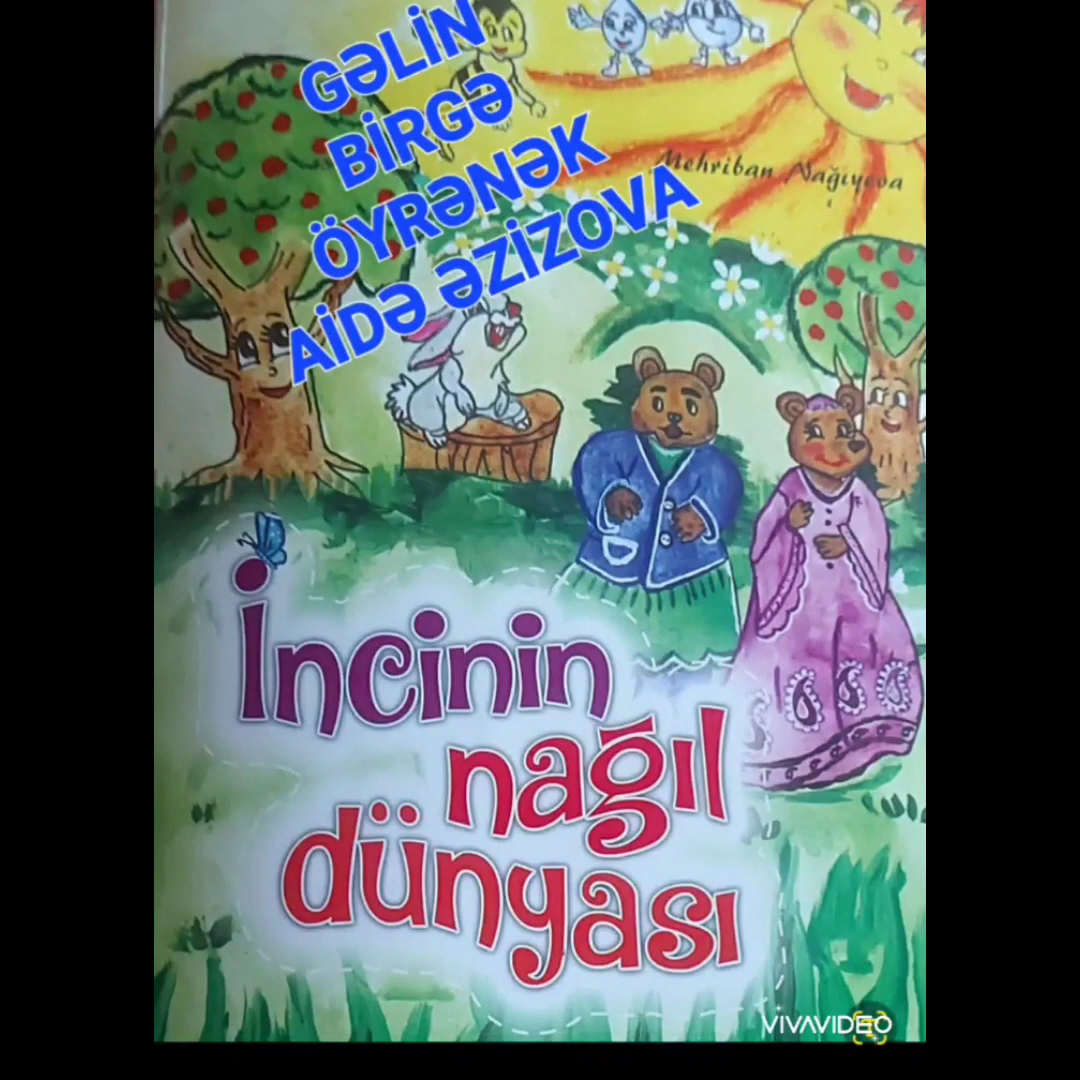 GƏLİN
BİRGƏ
ÖYRƏNƏK
AİDƏ ƏZİZOVA
Mehriban Nağıyeva
İncinin
nağıl
dünyası
VIVAVIDEO